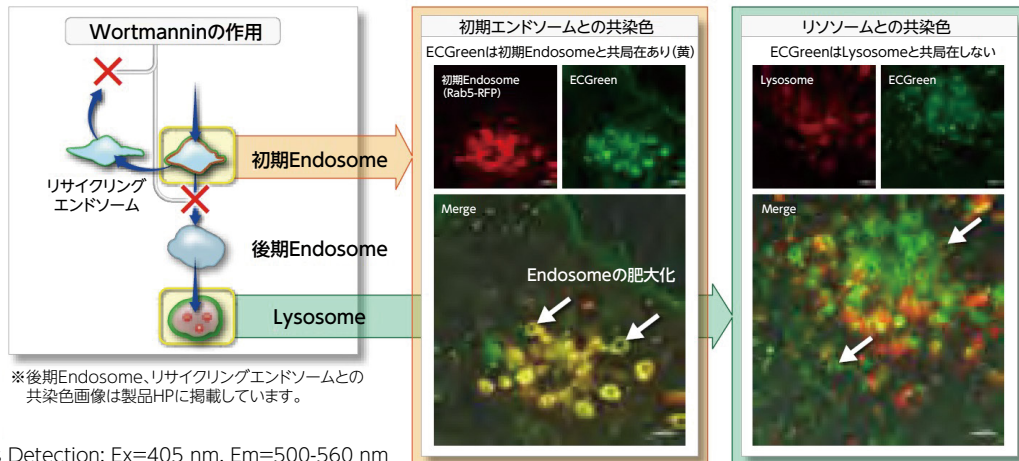 Wortmanninの作用
初期Endosome
リサイクリング
エンドソーム
後期Endosome
Lysosome
※後期Endosome、リサイクリングエンドソームとの
共染色画像は製品HPに掲載しています。
Detection: Ex=405 nm, Em=500-560 nm
初期エンドソームとの共染色
ECGreenは初期Endosomeと共局在あり(黄)
初期Endosome
(Rab5-RFP)
ECGreen
Merge
Endosomeの肥大化
リソソームとの共染色
ECGreenはLysosomeと共局在しない
Lysosome
ECGreen
Merge